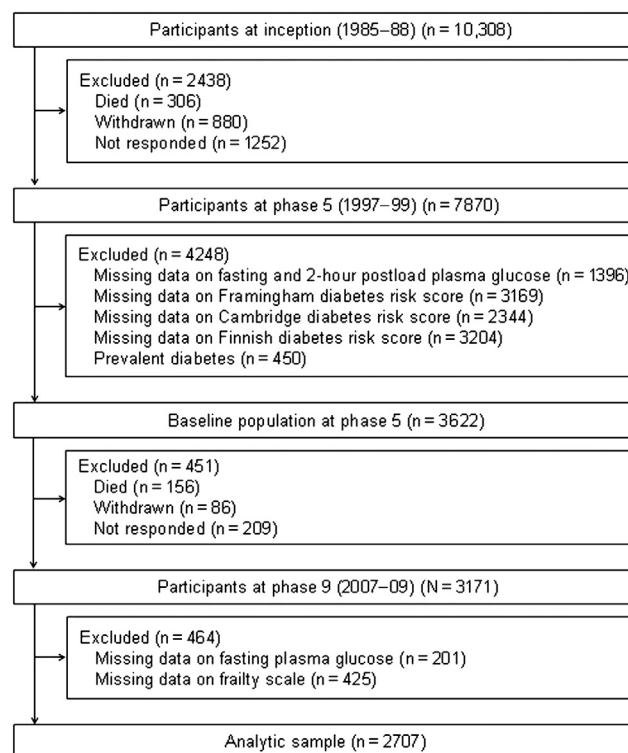 Participants at inception (1985–88) (n = 10,308)
Excluded (n = 2438)
Died (n = 306)
Withdrawn (n = 880)
Not responded (n = 1252)
Participants at phase 5 (1997–99) (n = 7870)
Excluded (n = 4248)
Missing data on fasting and 2-hour postload plasma glucose (n = 1396)
Missing data on Framingham diabetes risk score (n = 3169)
Missing data on Cambridge diabetes risk score (n = 2344)
Missing data on Finnish diabetes risk score (n = 3204)
Prevalent diabetes (n = 450)
Baseline population at phase 5 (n = 3622)
Excluded (n = 451)
Died (n = 156)
Withdrawn (n = 86)
Not responded (n = 209)
Participants at phase 9 (2007–09) (N = 3171)
Excluded (n = 464)
Missing data on fasting plasma glucose (n = 201)
Missing data on frailty scale (n = 425)
Analytic sample (n = 2707)